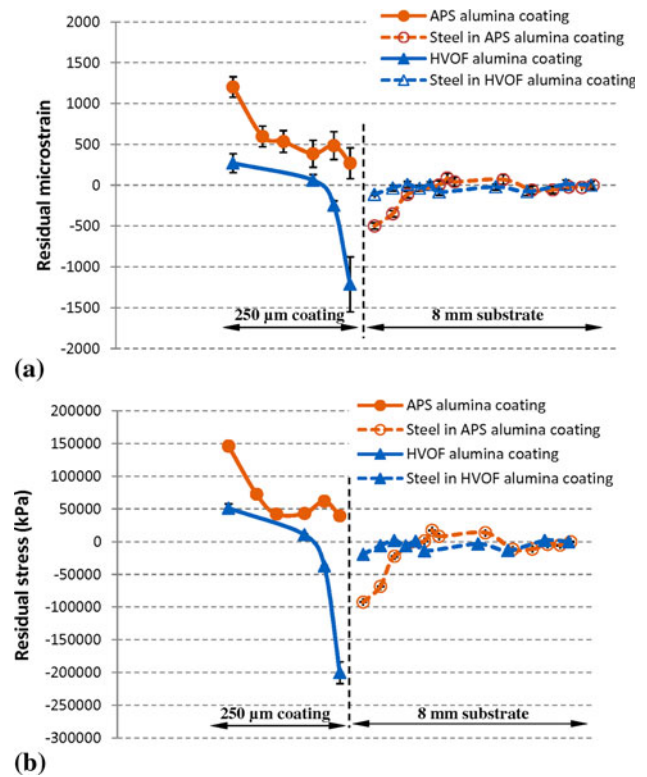 APS alumina coating
Steel in APS alumina coating
HVOF alumina coating
Steel in HVOF alumina coating
Residual microstrain
2000
1500
1000
500
0
-500
-1000
-1500
-2000
250 µm coating
8 mm substrate
(a)
APS alumina coating
Steel in APS alumina coating
HVOF alumina coating
Steel in HVOF alumina coating
Residual stress (kPa)
200000
150000
100000
50000
0
-50000
-100000
-150000
-200000
-250000
-300000
250 µm coating
8 mm substrate
(b)